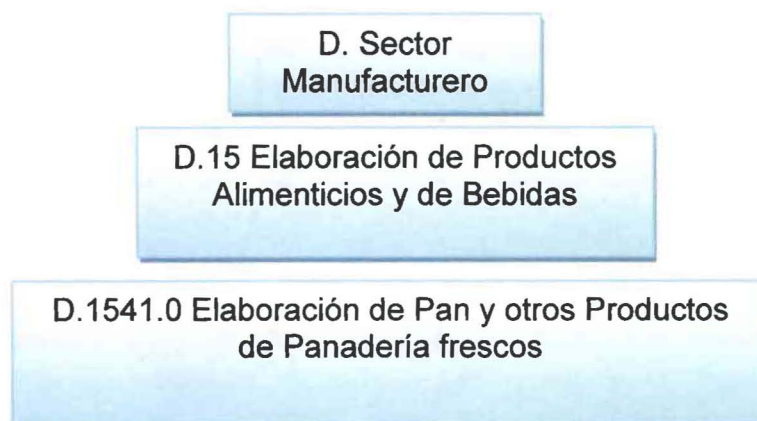 D. Sector
Manufacturero
D.15 Elaboración de Productos
Alimenticios y de Bebidas
D.1541.0 Elaboración de Pan y otros Productos
de Panadería frescos